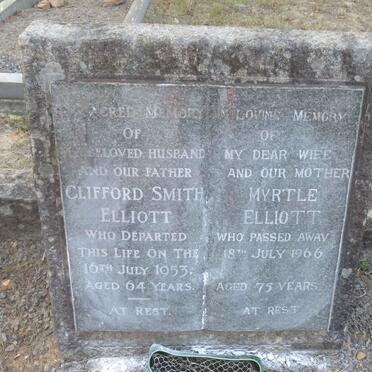 SACRED MEMORY
OF
BELOVED HUSBAND
AND OUR FATHER
CLIFFORD SMITH
ELLIOTT
WHO DEPARTED
THIS LIFE ON THE
16TH JULY 1953.
AGED 64 YEARS.
AT REST.
LOVING MEMORY
OF
MY DEAR WIFE
AND OUR MOTHER
MYRTLE
ELLIOTT
WHO PASSED AWAY
18TH JULY 1966
AGED 75 YEARS.
AT REST